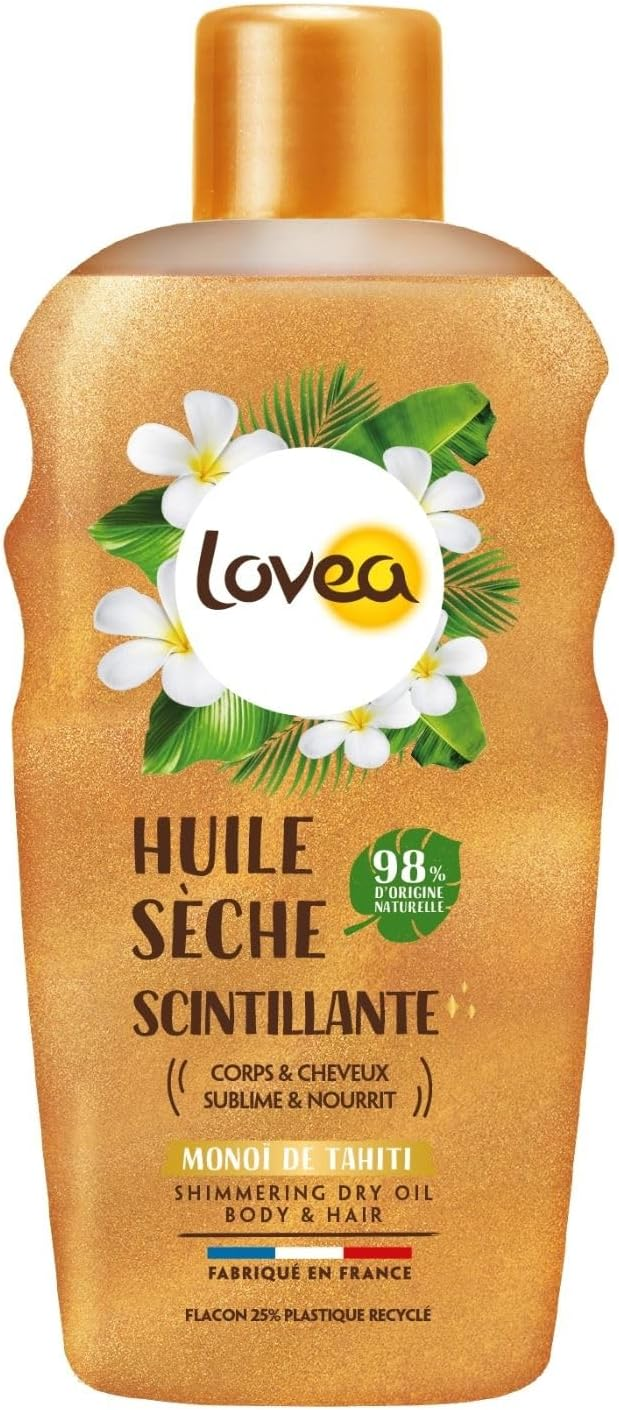 Lovea
HUILE
SÈCHE
98%
D'ORIGINE
NATURELLE
SCINTILLANTE
CORPS & CHEVEUX
SUBLIME & NOURRIT
MONOÏ DE TAHITI
SHIMMERING DRY OIL
BODY & HAIR
FABRIQUÉ EN FRANCE
FLACON 25% PLASTIQUE RECYCLÉ